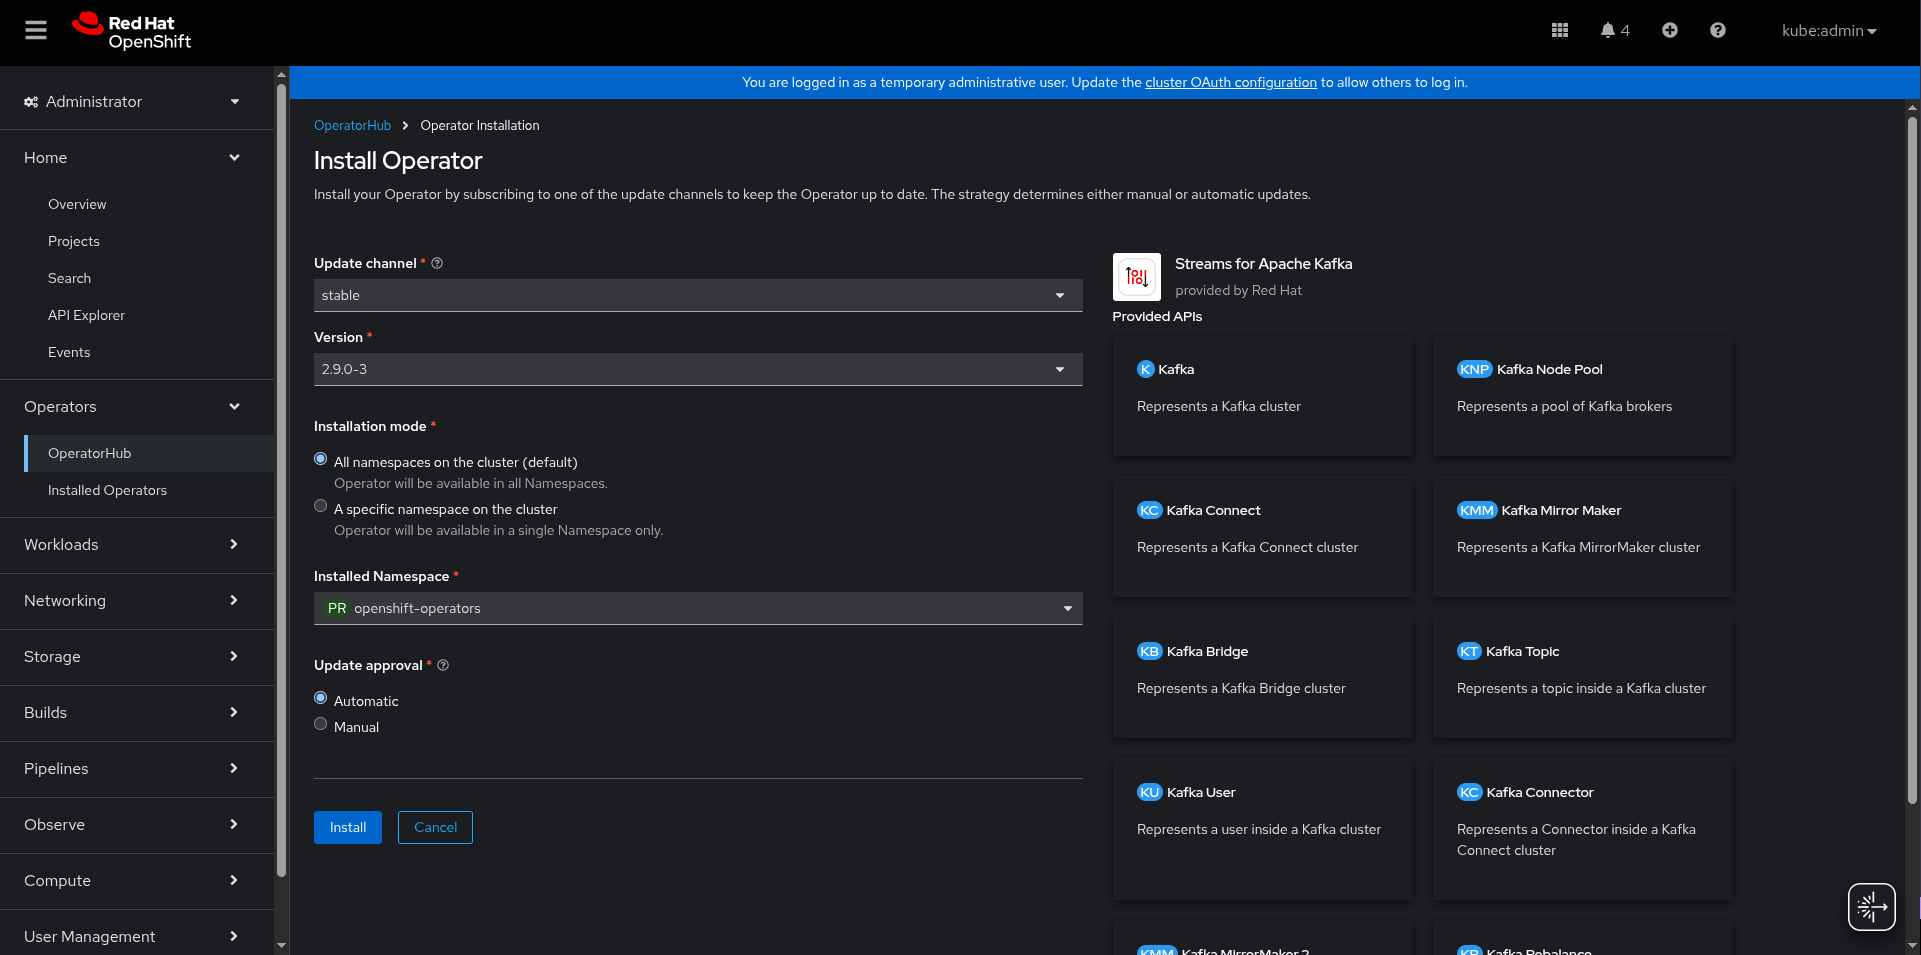 Red Hat
OpenShift
4
kube:admin
Administrator
Home
Overview
Projects
Search
API Explorer
Events
Operators
OperatorHub
Installed Operators
Workloads
Networking
Storage
Builds
Pipelines
Observe
Compute
User Management
You are logged in as a temporary administrative user. Update the cluster OAuth configuration to allow others to log in.
OperatorHub > Operator Installation
Install Operator
Install your Operator by subscribing to one of the update channels to keep the Operator up to date. The strategy determines either manual or automatic updates.
Update channel *
stable
Version *
2.9.0-3
Installation mode *
All namespaces on the cluster (default)
Operator will be available in all Namespaces.
A specific namespace on the cluster
Operator will be available in a single Namespace only.
Installed Namespace *
PR openshift-operators
Update approval *
Automatic
Manual
Install
Cancel
Streams for Apache Kafka
provided by Red Hat
Provided APIs
K Kafka
Represents a Kafka cluster
KNP Kafka Node Pool
Represents a pool of Kafka brokers
KC Kafka Connect
Represents a Kafka Connect cluster
KMM Kafka Mirror Maker
Represents a Kafka MirrorMaker cluster
KB Kafka Bridge
Represents a Kafka Bridge cluster
KT Kafka Topic
Represents a topic inside a Kafka cluster
KU Kafka User
Represents a user inside a Kafka cluster
KC Kafka Connector
Represents a Connector inside a Kafka
Connect cluster
KMM Kafka MirrorMaker 2
KR Kafka Rebalance